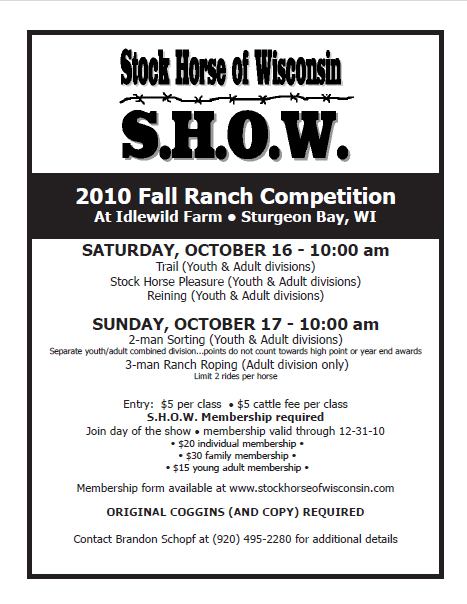 Stock Horse of Wisconsin
S.H.O.W.
2010 Fall Ranch Competition
At Idlewild Farm ● Sturgeon Bay, WI
SATURDAY, OCTOBER 16 - 10:00 am
Trail (Youth & Adult divisions)
Stock Horse Pleasure (Youth & Adult divisions)
Reining (Youth & Adult divisions)
SUNDAY, OCTOBER 17 - 10:00 am
2-man Sorting (Youth & Adult divisions)
Separate youth/adult combined division...points do not count towards high point or year end awards
3-man Ranch Roping (Adult division only)
Limit 2 rides per horse
Entry: $5 per class ● $5 cattle fee per class
S.H.O.W. Membership required
Join day of the show ● membership valid through 12-31-10
• $20 individual membership •
• $30 family membership •
• $15 young adult membership •
Membership form available at www.stockhorseofwisconsin.com
ORIGINAL COGGINS (AND COPY) REQUIRED
Contact Brandon Schopf at (920) 495-2280 for additional details